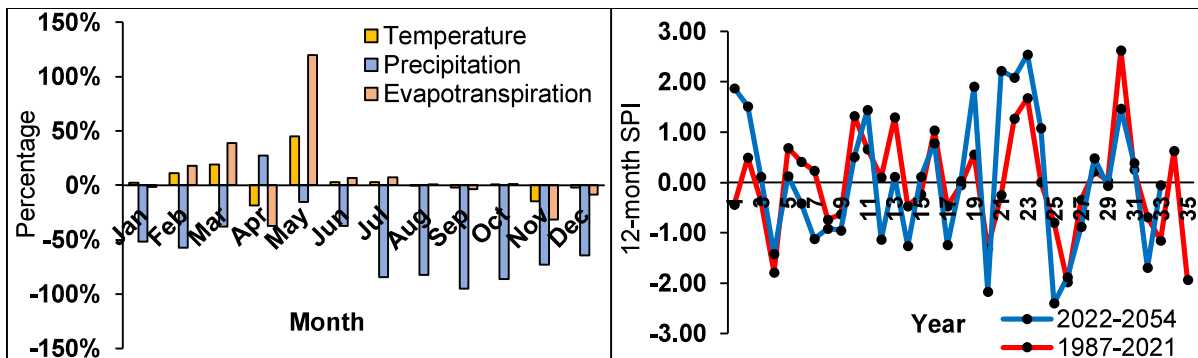 150%
100%
50%
0%
-50%
-100%
-150%
Percentage
Temperature
Precipitation
Evapotranspiration
Jan
Feb
Mar
Apr
May
Jun
Jul
Aug
Sep
Oct
Nov
Dec
Month
3.00
2.00
1.00
0.00
-1.00
-2.00
-3.00
12-month SPI
1
3
5
7
9
11
13
15
17
19
21
23
25
27
29
31
33
35
Year
2022-2054
1987-2021